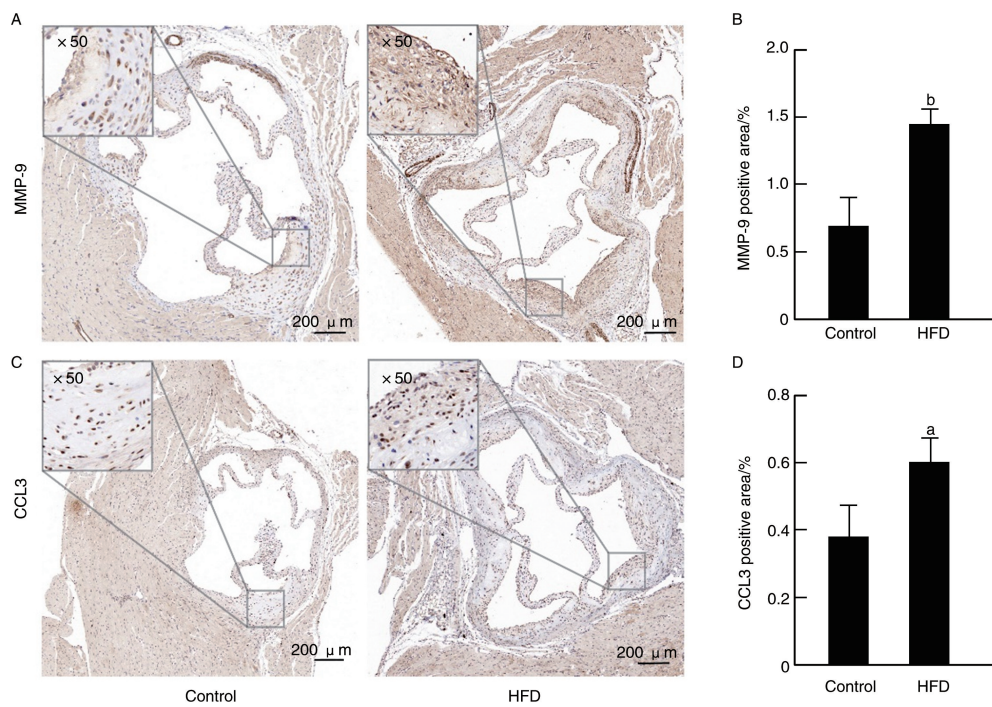 A
× 50
× 50
MMP-9
200 μm
200 μm
B
MMP-9 positive area/%
2.0
1.5
1.0
0.5
0
b
Control
HFD
C
× 50
× 50
CCL3
200 μm
200 μm
Control
HFD
D
CCL3 positive area/%
0.8
0.6
0.4
0.2
0
a
Control
HFD